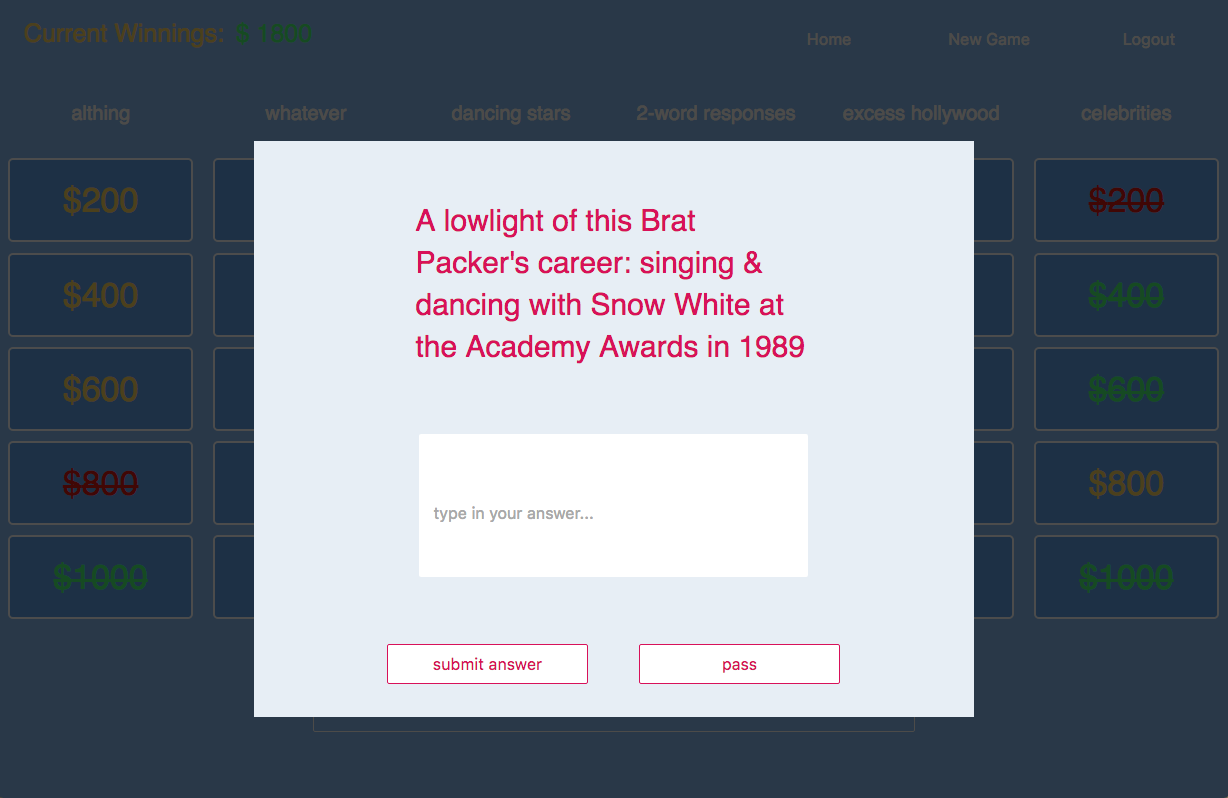 Current Winnings: $ 1800
Home New Game Logout
althing whatever dancing stars 2-word responses excess hollywood celebrities
$200 $200
A lowlight of this Brat
Packer's career: singing &
dancing with Snow White at
the Academy Awards in 1989
$400 $400
$600 $600
$800 $800
type in your answer...
$1000 $1000
submit answer pass